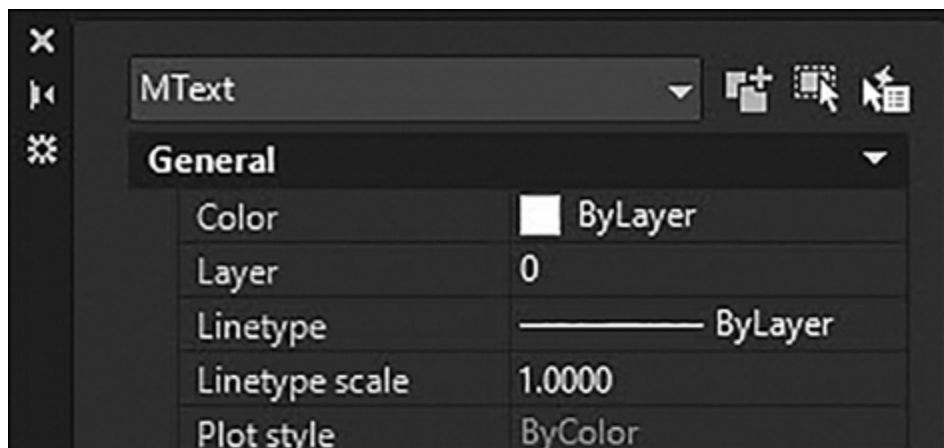 MText
General
Color ByLayer
Layer 0
Linetype ByLayer
Linetype scale 1.0000
Plot style ByColor